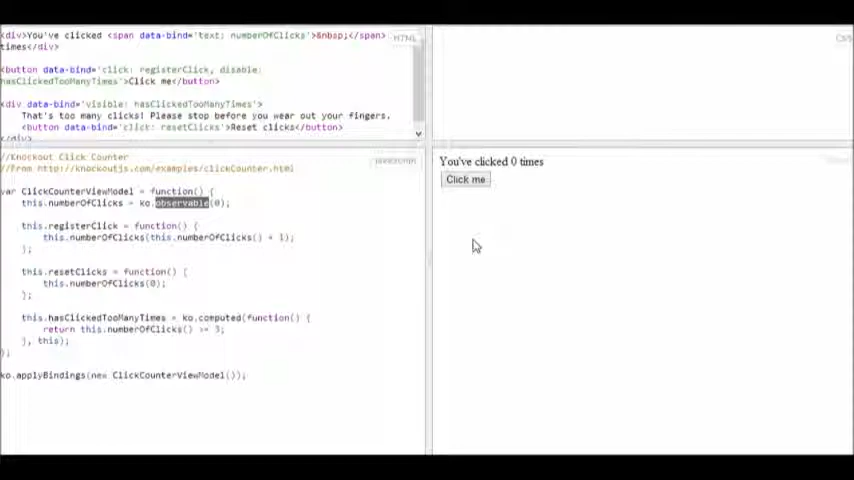 <div>You've clicked <span data-bind='text: numberOfClicks'>&nbsp;</span>
times</div>
<button data-bind='click: registerClick, disable:
hasClickedTooManyTimes'>Click me</button>
<div data-bind='visible: hasClickedTooManyTimes'>
That's too many clicks! Please stop before you wear out your fingers.
<button data-bind='click: resetClicks'>Reset clicks</button>
</div>
HTML
CSS
//Knockout Click Counter
//From http://knockoutjs.com/examples/clickCounter.html
var ClickCounterViewModel = function() {
this.numberOfClicks = ko.observable(0);
this.registerClick = function() {
this.numberOfClicks(this.numberOfClicks() + 1);
};
this.resetClicks = function() {
this.numberOfClicks(0);
};
this.hasClickedTooManyTimes = ko.computed(function() {
return this.numberOfClicks() >= 3;
}, this);
};
ko.applyBindings(new ClickCounterViewModel());
You've clicked 0 times
Click me